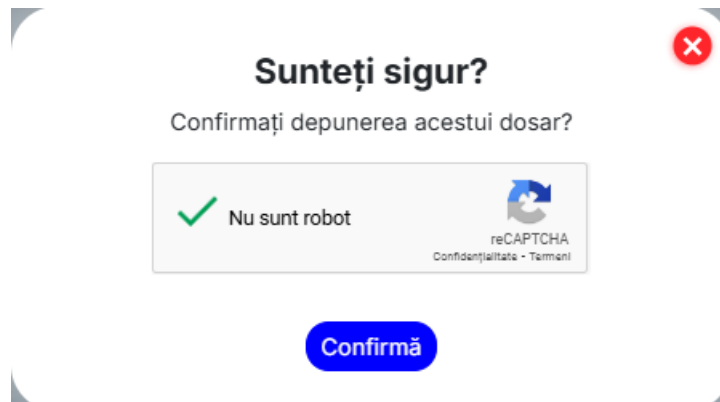 Sunteți sigur?
Confirmați depunerea acestui dosar?
Nu sunt robot
reCAPTCHA
Confidențialitate - Termeni
Confirmă